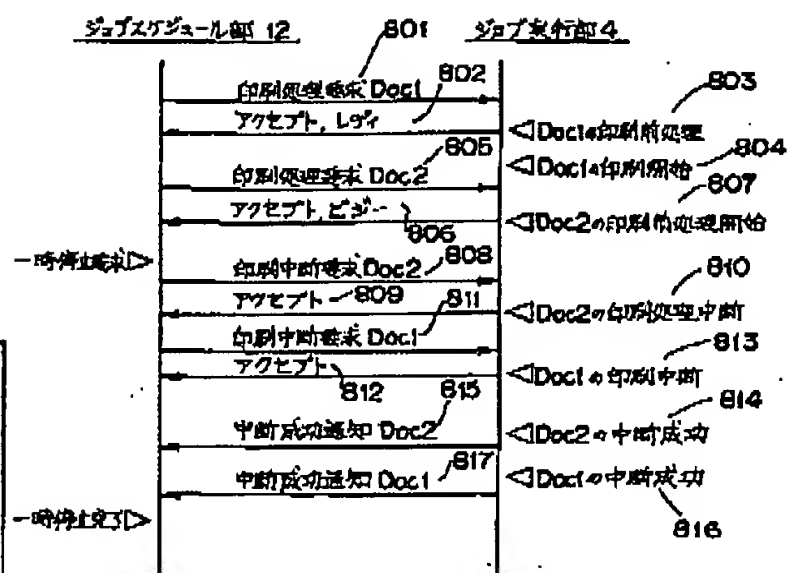 ジョブスケジュール部 12 801 ジョブ実行部4
印刷処理要求 Doc1
802
アクセプト, レディ
803
Doc1の印刷前処理
804
Doc1の印刷開始
805
印刷処理要求 Doc2
807
アクセプト, ビジー
806
Doc2の印刷前処理開始
一時停止要求
印刷中断要求 Doc2 808
810
アクセプト 809
811
Doc2の印刷処理中断
印刷中断要求 Doc1
813
アクセプト
812
Doc1の印刷中断
815
814
中断成功通知 Doc2
Doc2の中断成功
817
中断成功通知 Doc1
Doc1の中断成功
816
一時停止完了